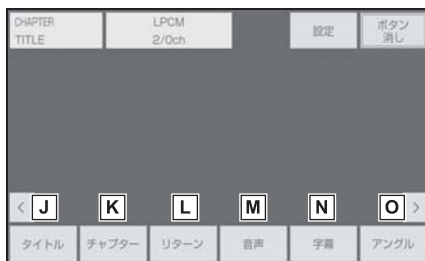 CHAPTER
TITLE
LPCM
2/0ch
設定
ボタン
消し
< J K L M N O >
タイトル チャプター リターン 音声 字幕 アングル